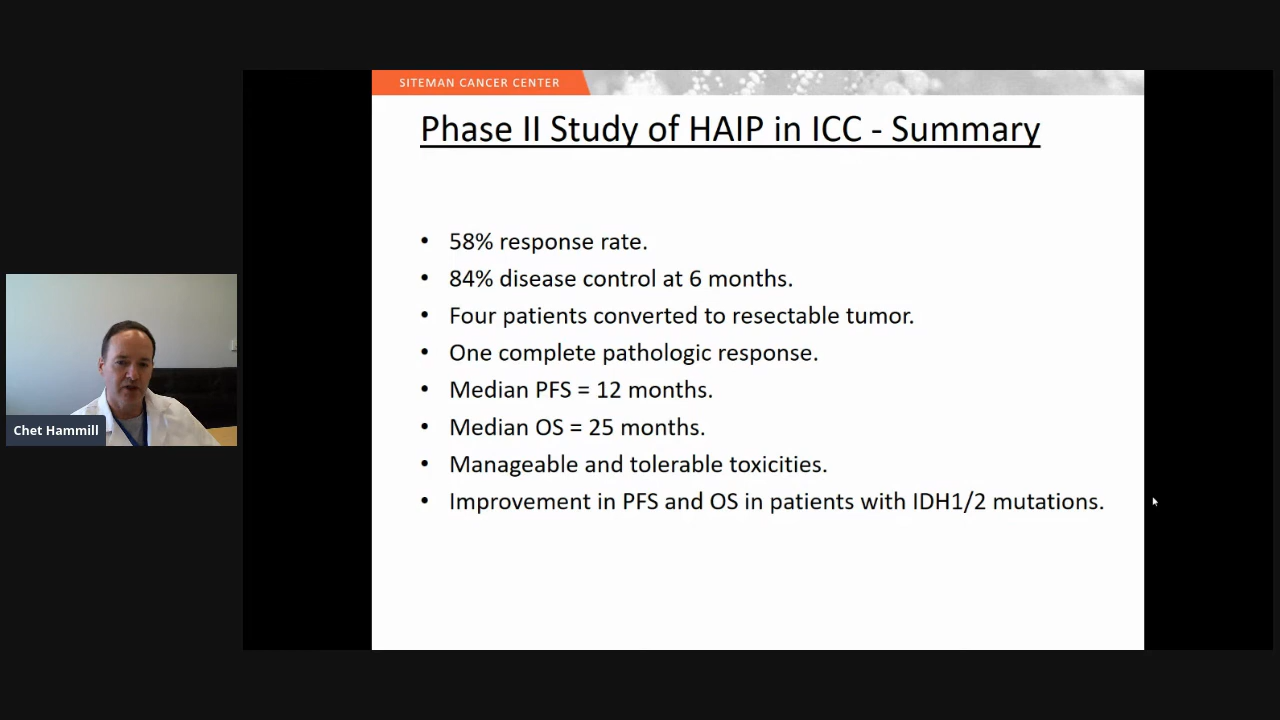 SITEMAN CANCER CENTER
Phase II Study of HAIP in ICC - Summary
• 58% response rate.
• 84% disease control at 6 months.
• Four patients converted to resectable tumor.
• One complete pathologic response.
• Median PFS = 12 months.
• Median OS = 25 months.
• Manageable and tolerable toxicities.
• Improvement in PFS and OS in patients with IDH1/2 mutations.
Chet Hammill